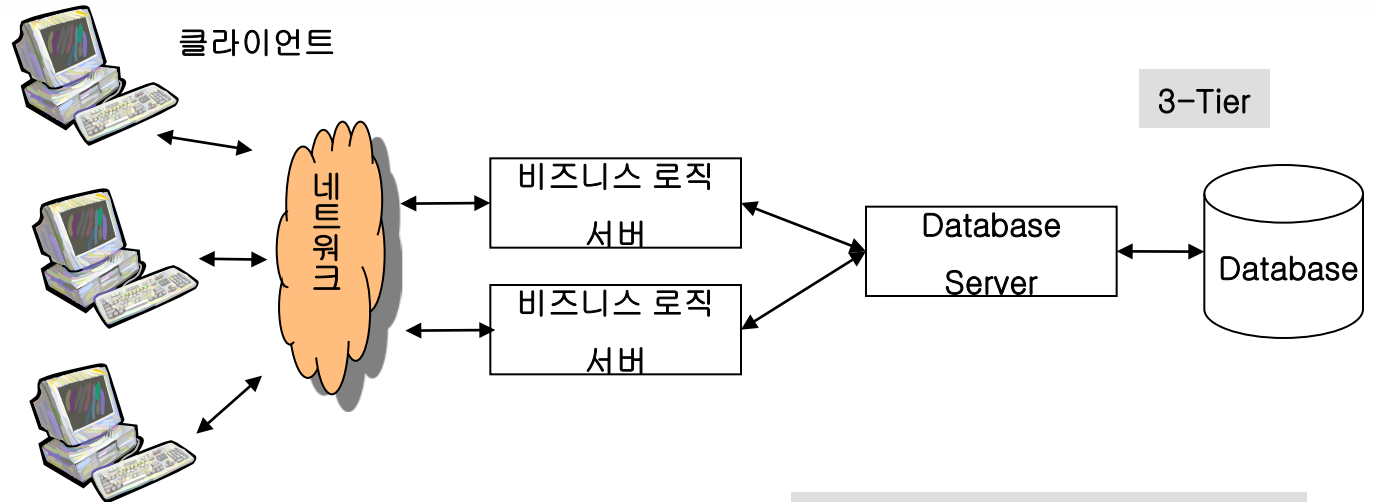 클라이언트
3-Tier
네트워크
비즈니스 로직
서버
비즈니스 로직
서버
Database
Server
Database